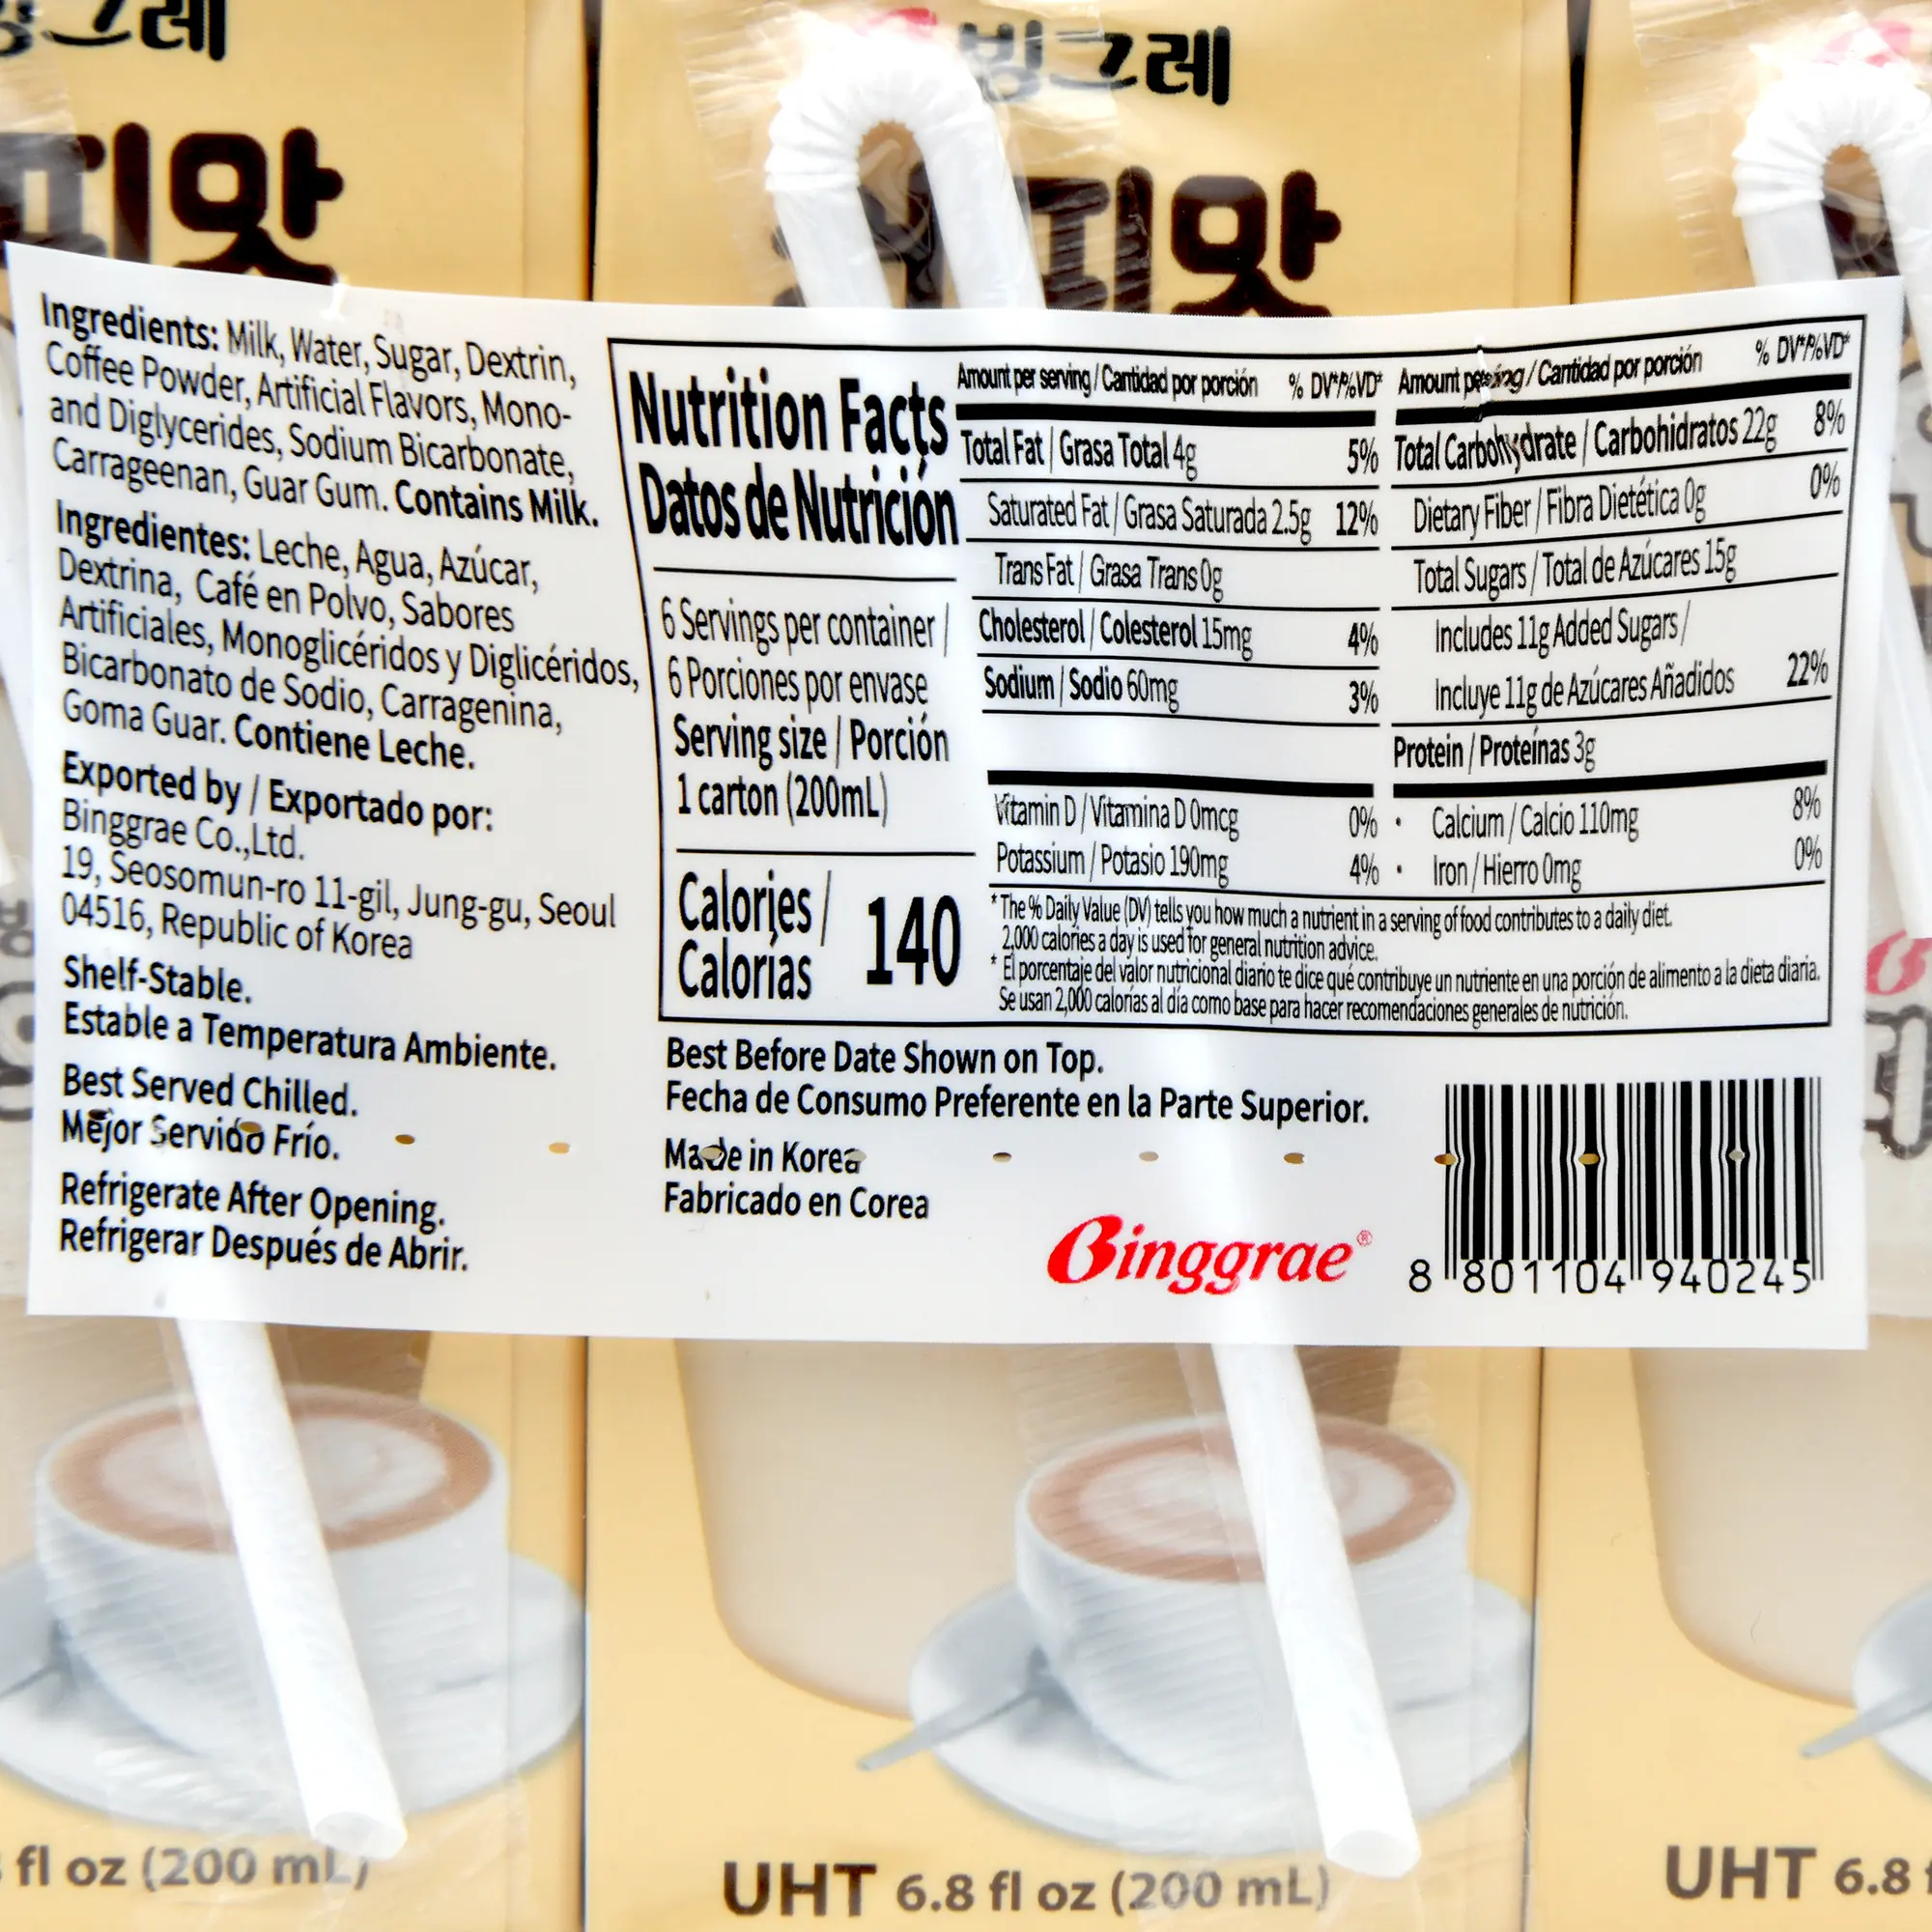 빙그레
피맛
빙그레
피맛
Ingredients: Milk, Water, Sugar, Dextrin,
Coffee Powder, Artificial Flavors, Mono-
and Diglycerides, Sodium Bicarbonate,
Carrageenan, Guar Gum. Contains Milk.
Ingredientes: Leche, Agua, Azúcar,
Dextrina, Café en Polvo, Sabores
Artificiales, Monoglicéridos y Diglicéridos,
Bicarbonato de Sodio, Carragenina,
Goma Guar. Contiene Leche.
Exported by / Exportado por:
Binggrae Co.,Ltd.
19, Seosomun-ro 11-gil, Jung-gu, Seoul
04516, Republic of Korea
Shelf-Stable.
Estable a Temperatura Ambiente.
Best Served Chilled.
Mejor Servido Frío.
Refrigerate After Opening.
Refrigerar Después de Abrir.
Nutrition Facts
Datos de Nutrición
6 Servings per container /
6 Porciones por envase
Serving size / Porción
1 carton (200mL)
Calories /
Calorías 140
Amount per serving / Cantidad por porción % DV*/%VD*
Total Fat / Grasa Total 4g 5%
Saturated Fat / Grasa Saturada 2.5g 12%
Trans Fat / Grasa Trans 0g
Cholesterol / Colesterol 15mg 4%
Sodium / Sodio 60mg 3%
Amount per serving / Cantidad por porción % DV*/%VD*
Total Carbohydrate / Carbohidratos 22g 8%
Dietary Fiber / Fibra Dietética 0g 0%
Total Sugars / Total de Azúcares 15g
Includes 11g Added Sugars /
Incluye 11g de Azúcares Añadidos 22%
Protein / Proteínas 3g
Vitamin D / Vitamina D 0mcg 0% • Calcium / Calcio 110mg 8%
Potassium / Potasio 190mg 4% • Iron / Hierro 0mg 0%
* The % Daily Value (DV) tells you how much a nutrient in a serving of food contributes to a daily diet.
2,000 calories a day is used for general nutrition advice.
* El porcentaje del valor nutricional diario te dice qué contribuye un nutriente en una porción de alimento a la dieta diaria.
Se usan 2,000 calorías al día como base para hacer recomendaciones generales de nutrición.
Best Before Date Shown on Top.
Fecha de Consumo Preferente en la Parte Superior.
Made in Korea
Fabricado en Corea
Binggrae®
8 801104 940245
fl oz (200 mL)
UHT 6.8 fl oz (200 mL)
UHT 6.8 f